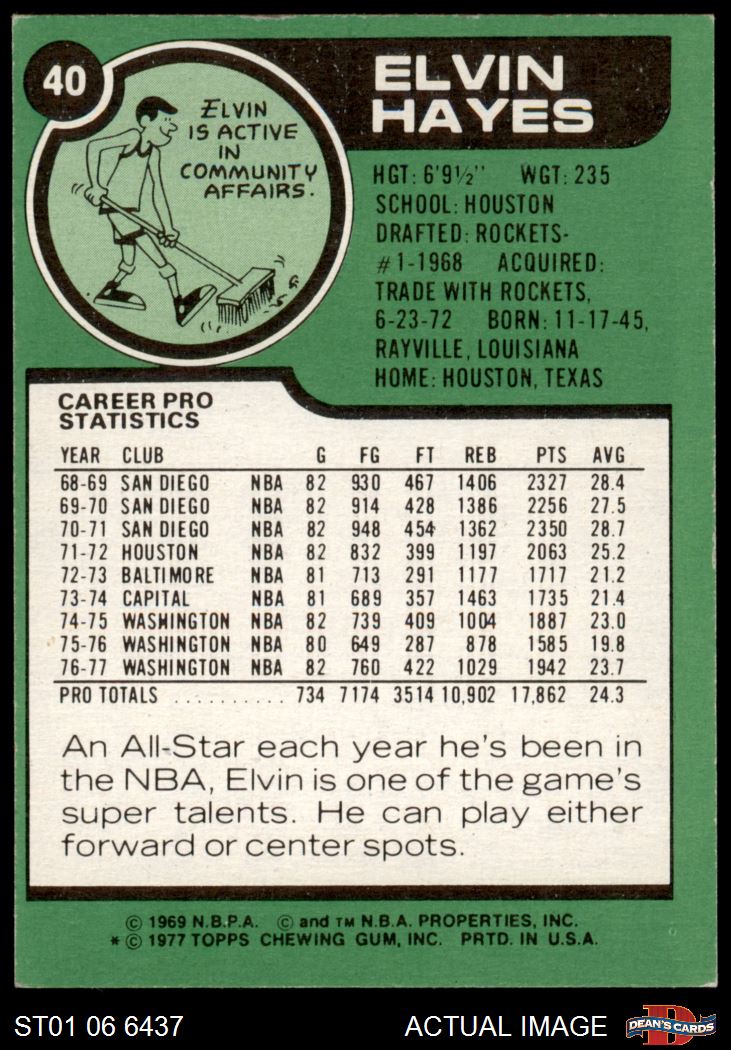 40
ELVIN
HAYES
ELVIN
IS ACTIVE
IN
COMMUNITY
AFFAIRS.
HGT: 6'9½" WGT: 235
SCHOOL: HOUSTON
DRAFTED: ROCKETS-
#1-1968 ACQUIRED:
TRADE WITH ROCKETS,
6-23-72 BORN: 11-17-45,
RAYVILLE, LOUISIANA
HOME: HOUSTON, TEXAS
CAREER PRO
STATISTICS
YEAR CLUB G FG FT REB PTS AVG
68-69 SAN DIEGO NBA 82 930 467 1406 2327 28.4
69-70 SAN DIEGO NBA 82 914 428 1386 2256 27.5
70-71 SAN DIEGO NBA 82 948 454 1362 2350 28.7
71-72 HOUSTON NBA 82 832 399 1197 2063 25.2
72-73 BALTIMORE NBA 81 713 291 1177 1717 21.2
73-74 CAPITAL NBA 81 689 357 1463 1735 21.4
74-75 WASHINGTON NBA 82 739 409 1004 1887 23.0
75-76 WASHINGTON NBA 80 649 287 878 1585 19.8
76-77 WASHINGTON NBA 82 760 422 1029 1942 23.7
PRO TOTALS .......... 734 7174 3514 10,902 17,862 24.3
An All-Star each year he's been in
the NBA, Elvin is one of the game's
super talents. He can play either
forward or center spots.
© 1969 N.B.P.A. © and TM N.B.A. PROPERTIES, INC.
* © 1977 TOPPS CHEWING GUM, INC. PRTD. IN U.S.A.
ST01 06 6437 ACTUAL IMAGE DEAN'S CARDS